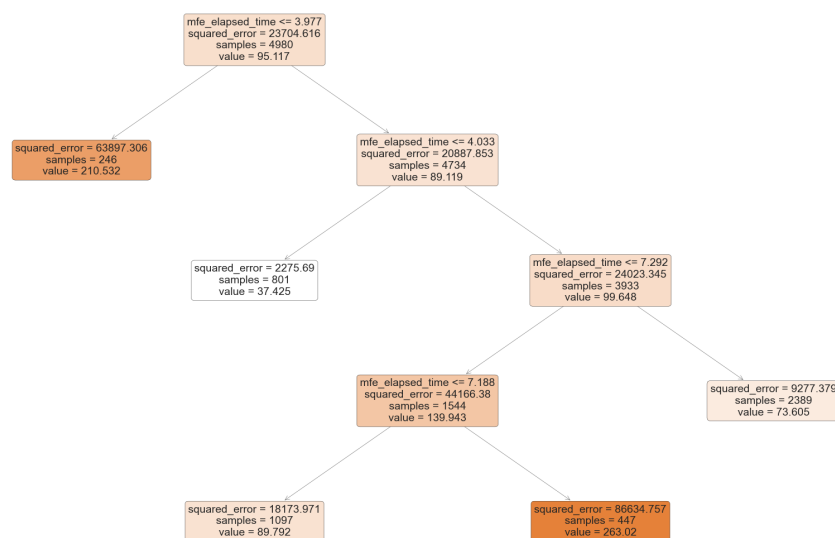 mfe_elapsed_time <= 3.977
squared_error = 23704.616
samples = 4980
value = 95.117
squared_error = 63897.306
samples = 246
value = 210.532
mfe_elapsed_time <= 4.033
squared_error = 20887.853
samples = 4734
value = 89.119
squared_error = 2275.69
samples = 801
value = 37.425
mfe_elapsed_time <= 7.292
squared_error = 24023.345
samples = 3933
value = 99.648
mfe_elapsed_time <= 7.188
squared_error = 44166.38
samples = 1544
value = 139.943
squared_error = 9277.379
samples = 2389
value = 73.605
squared_error = 18173.971
samples = 1097
value = 89.792
squared_error = 86634.757
samples = 447
value = 263.02